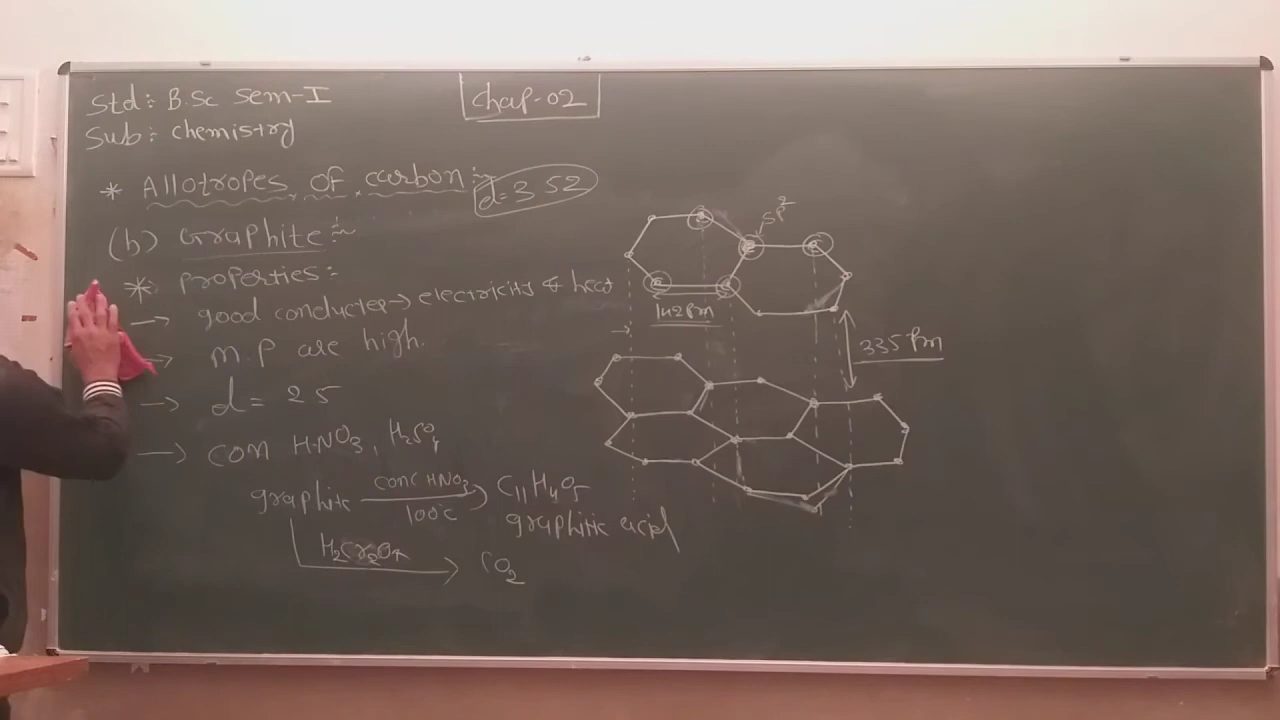 Std: B.Sc Sem-I
Sub: chemistry
Chap-02
* Allotropes of carbon:-
d=3 52
(b) Graphite:-
* properties:-
→ good conducter→ electricity & heat
→ m.p are high.
→ d = 2 5
→ con HNO3, H2SO4
graphite conc HNO3 100°C → C11H4O5
graphitic acid
H2Cr2O7 → CO2
SP2
142 Pm
335 Pm